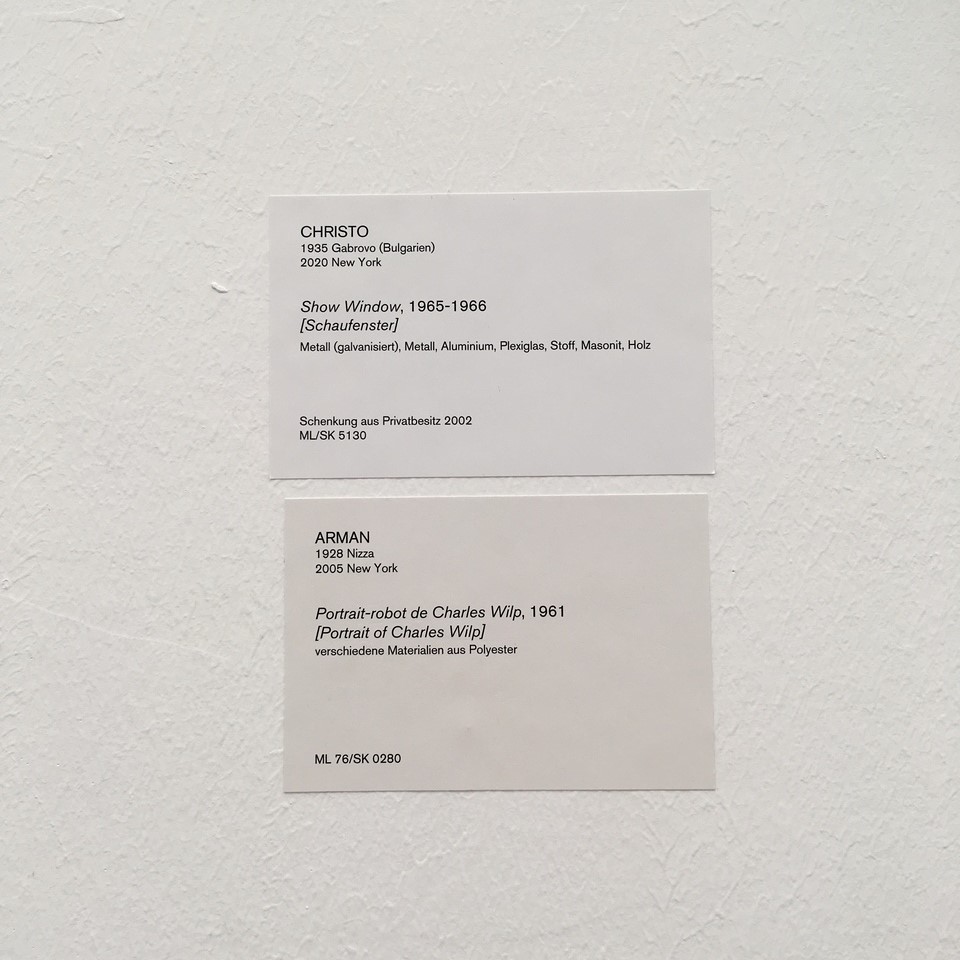 CHRISTO
1935 Gabrovo (Bulgarien)
2020 New York
Show Window, 1965-1966
[Schaufenster]
Metall (galvanisiert), Metall, Aluminium, Plexiglas, Stoff, Masonit, Holz
Schenkung aus Privatbesitz 2002
ML/SK 5130
ARMAN
1928 Nizza
2005 New York
Portrait-robot de Charles Wilp, 1961
[Portrait of Charles Wilp]
verschiedene Materialien aus Polyester
ML 76/SK 0280